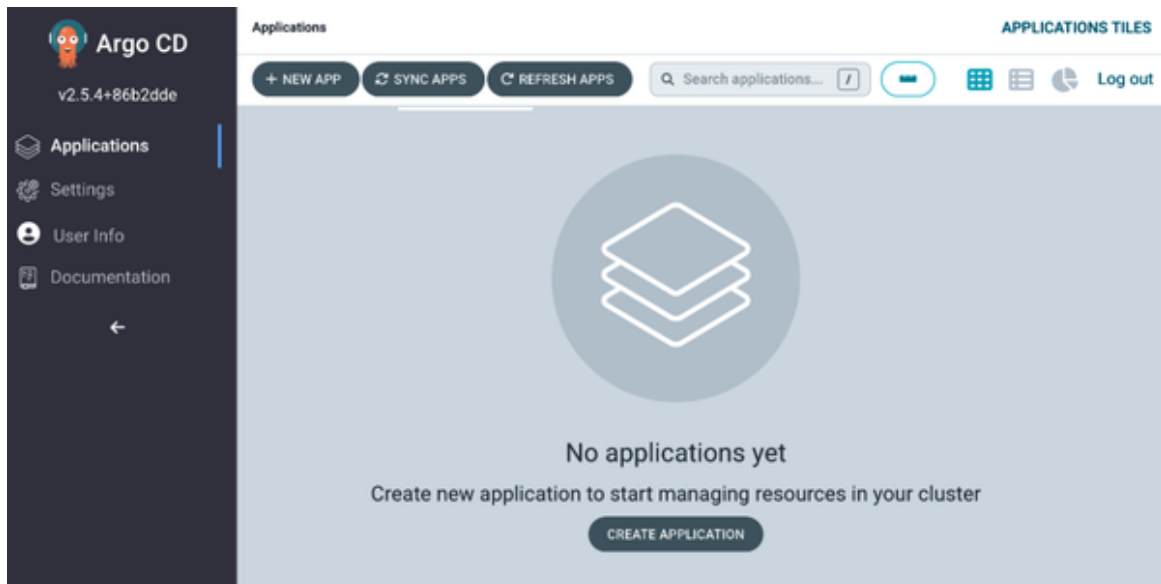 Argo CD
v2.5.4+86b2dde
Applications
Settings
User Info
Documentation
Applications
APPLICATIONS TILES
+ NEW APP
SYNC APPS
REFRESH APPS
Search applications...
/
Log out
No applications yet
Create new application to start managing resources in your cluster
CREATE APPLICATION